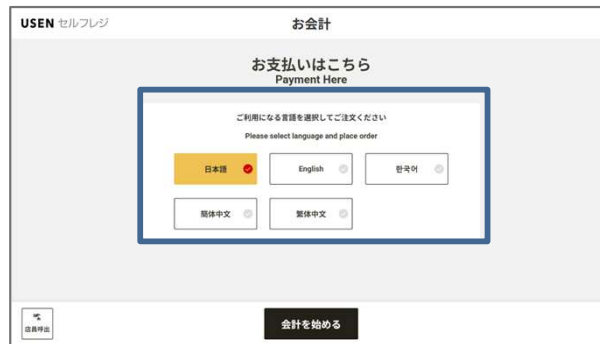 USEN セルフレジ
お会計
お支払いはこちら
Payment Here
ご利用になる言語を選択してご注文ください
Please select language and place order
日本語
English
한국어
簡体中文
繁体中文
店員呼出
会計を始める